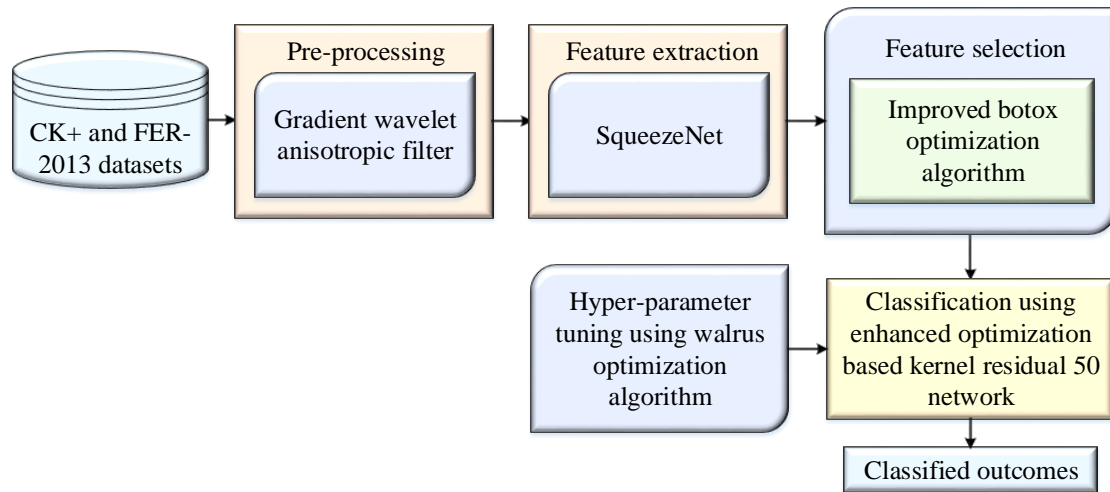 CK+ and FER-
2013 datasets
Pre-processing
Gradient wavelet
anisotropic filter
Feature extraction
SqueezeNet
Feature selection
Improved botox
optimization
algorithm
Hyper-parameter
tuning using walrus
optimization
algorithm
Classification using
enhanced optimization
based kernel residual 50
network
Classified outcomes